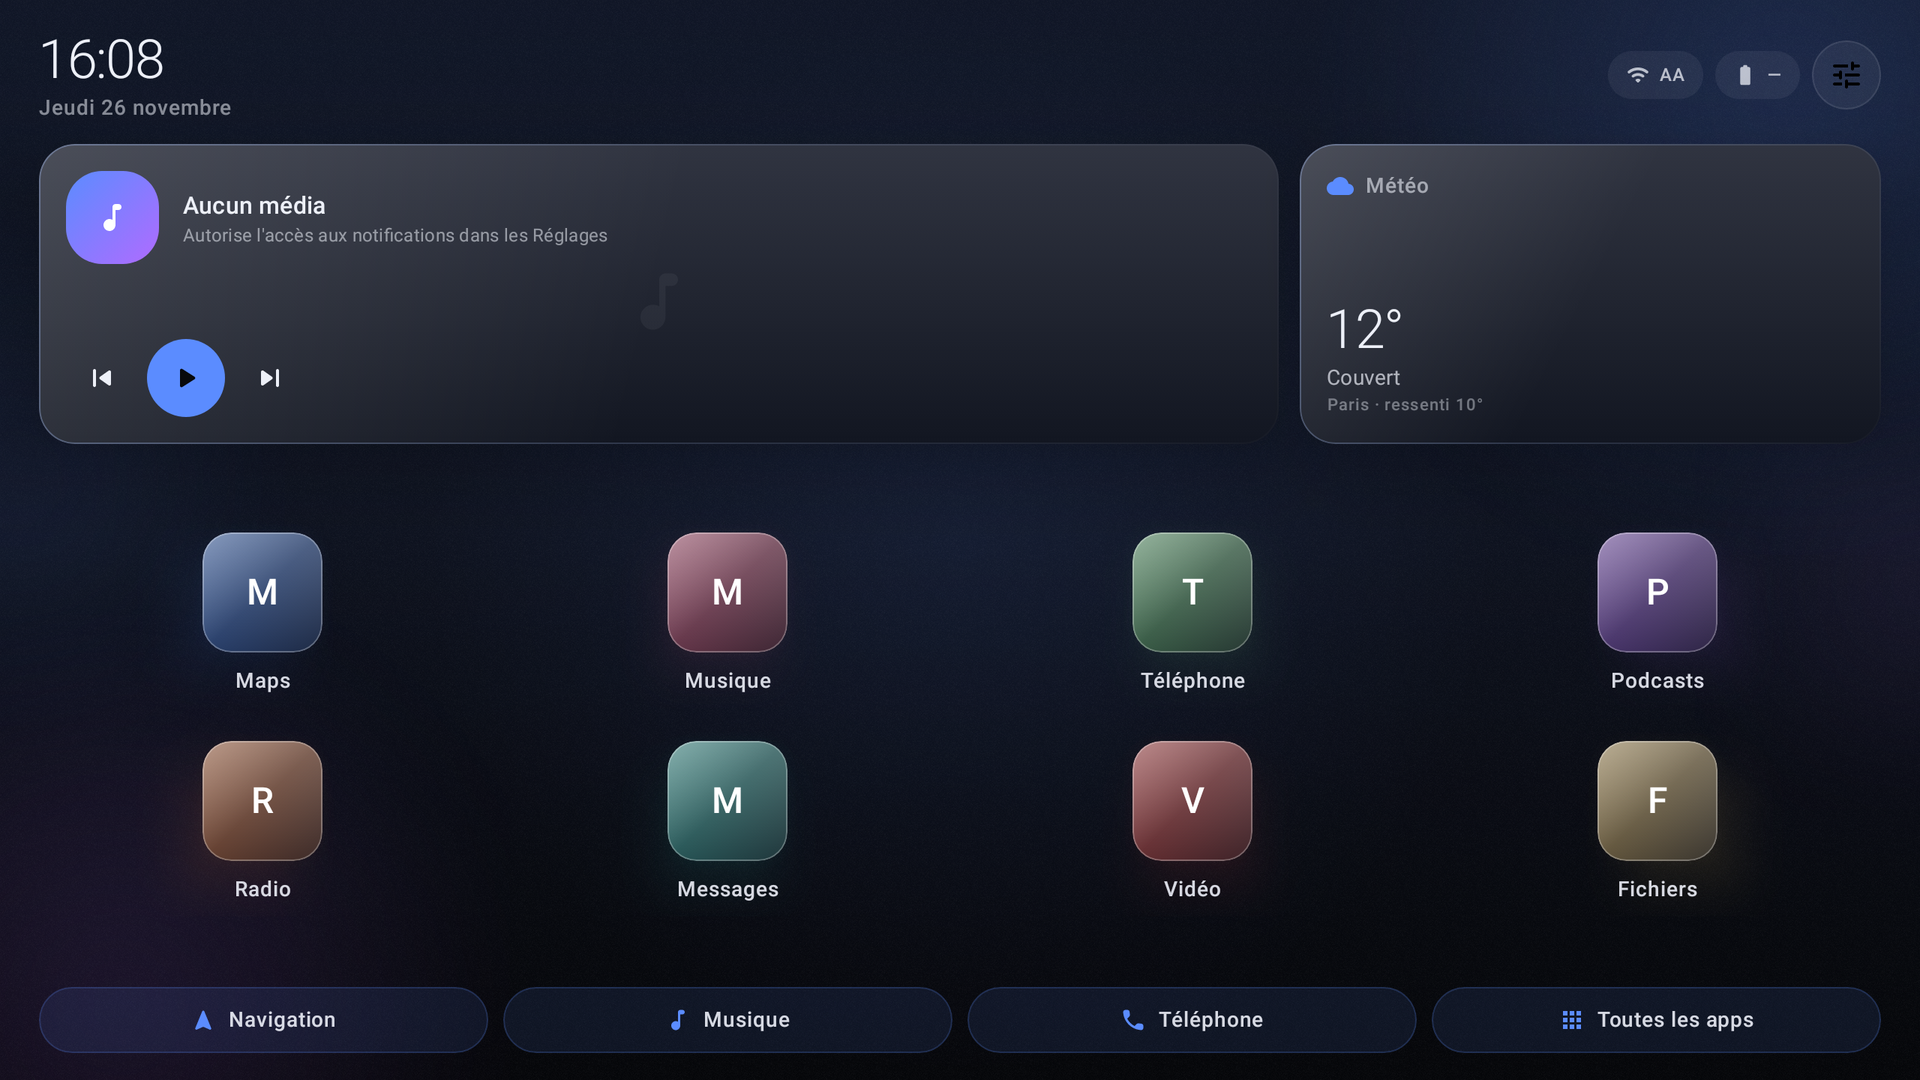 16:08
Jeudi 26 novembre
AA
–
Aucun média
Autorise l'accès aux notifications dans les Réglages
Météo
12°
Couvert
Paris · ressenti 10°
M
Maps
M
Musique
T
Téléphone
P
Podcasts
R
Radio
M
Messages
V
Vidéo
F
Fichiers
Navigation
Musique
Téléphone
Toutes les apps